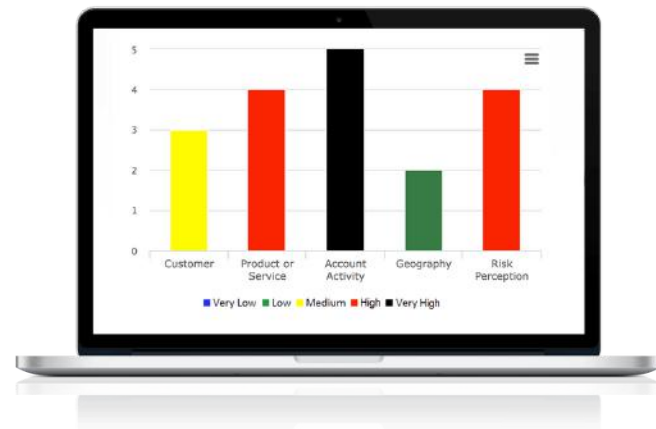 5
4
3
2
1
0
Customer
Product or
Service
Account
Activity
Geography
Risk
Perception
Very Low Low Medium High Very High